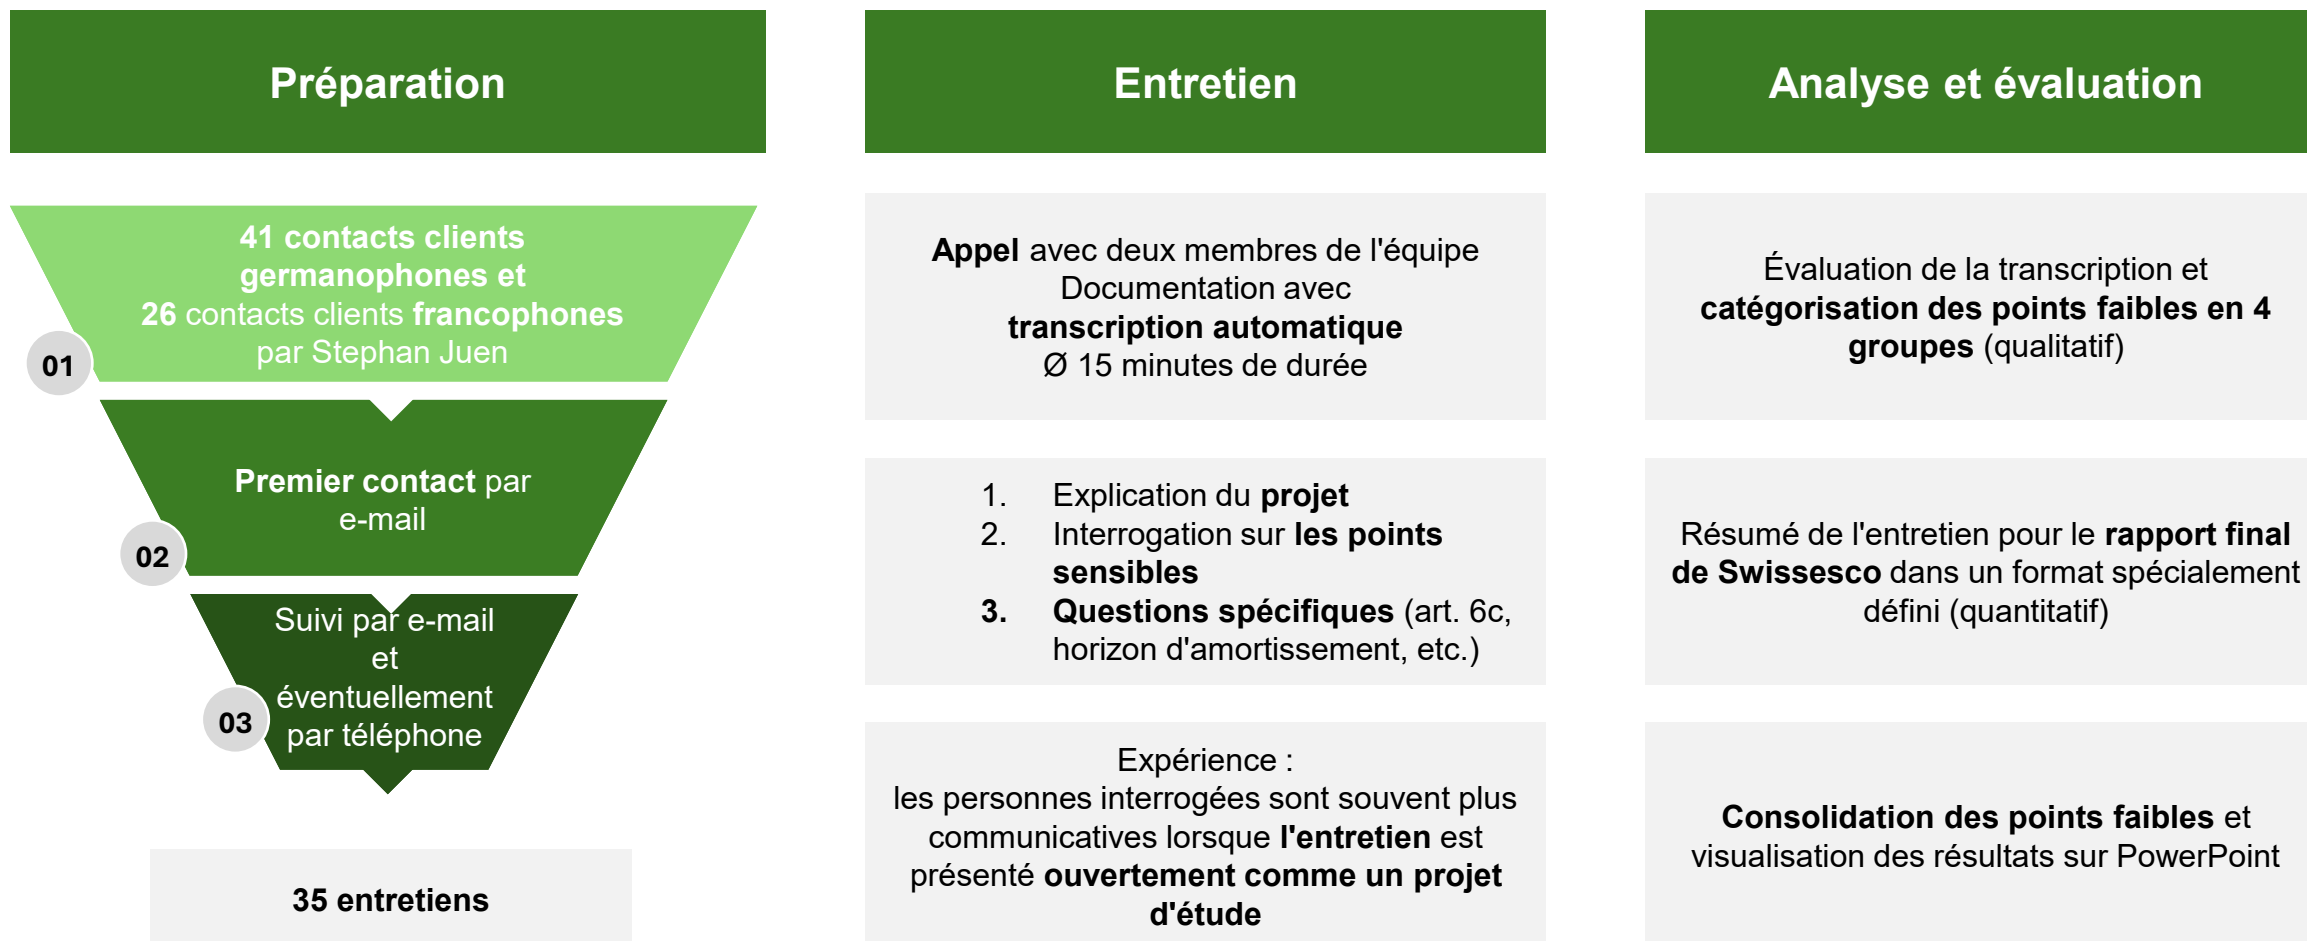 Préparation
41 contacts clients
germanophones et
26 contacts clients francophones
par Stephan Juen
01
Premier contact par
e-mail
02
Suivi par e-mail
et
éventuellement
par téléphone
03
35 entretiens
Entretien
Appel avec deux membres de l'équipe
Documentation avec
transcription automatique
Ø 15 minutes de durée
1. Explication du projet
2. Interrogation sur les points
sensibles
3. Questions spécifiques (art. 6c,
horizon d'amortissement, etc.)
Expérience :
les personnes interrogées sont souvent plus
communicatives lorsque l'entretien est
présenté ouvertement comme un projet
d'étude
Analyse et évaluation
Évaluation de la transcription et
catégorisation des points faibles en 4
groupes (qualitatif)
Résumé de l'entretien pour le rapport final
de Swissesco dans un format spécialement
défini (quantitatif)
Consolidation des points faibles et
visualisation des résultats sur PowerPoint